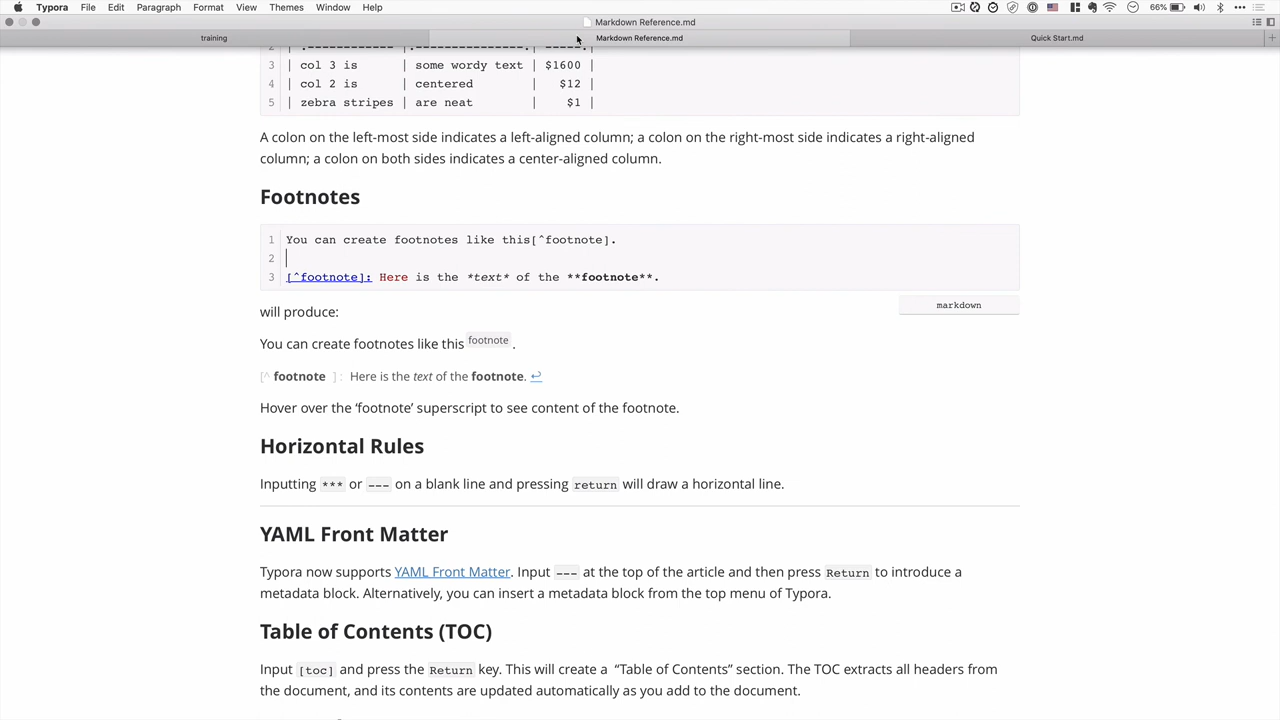 Typora File Edit Paragraph Format View Themes Window Help 66%
Markdown Reference.md
training Markdown Reference.md Quick Start.md +
3 | col 3 is | some wordy text | $1600 |
4 | col 2 is | centered | $12 |
5 | zebra stripes | are neat | $1 |
A colon on the left-most side indicates a left-aligned column; a colon on the right-most side indicates a right-aligned
column; a colon on both sides indicates a center-aligned column.
Footnotes
1 You can create footnotes like this[^footnote].
2
3 [^footnote]: Here is the *text* of the **footnote**.
markdown
will produce:
You can create footnotes like this footnote .
[^ footnote ]: Here is the text of the footnote. ↩
Hover over the ‘footnote’ superscript to see content of the footnote.
Horizontal Rules
Inputting *** or --- on a blank line and pressing return will draw a horizontal line.
YAML Front Matter
Typora now supports YAML Front Matter. Input --- at the top of the article and then press Return to introduce a
metadata block. Alternatively, you can insert a metadata block from the top menu of Typora.
Table of Contents (TOC)
Input [toc] and press the Return key. This will create a “Table of Contents” section. The TOC extracts all headers from
the document, and its contents are updated automatically as you add to the document.